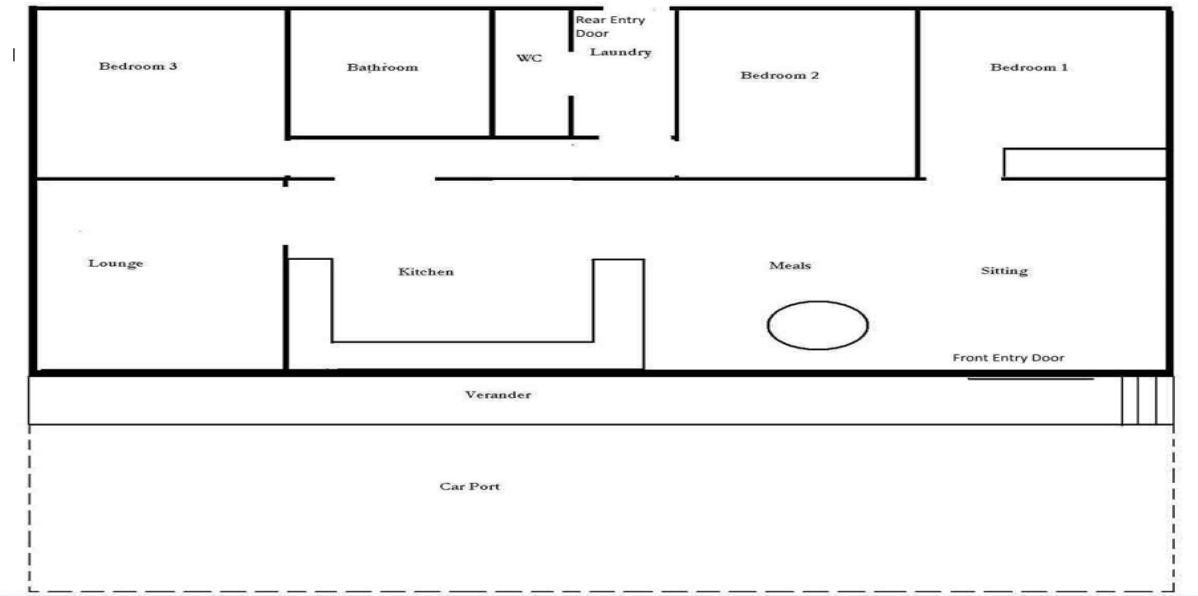 Rear Entry
Door
Bedroom 3
Bathroom
WC
Laundry
Bedroom 2
Bedroom 1
Lounge
Kitchen
Meals
Sitting
Front Entry Door
Verander
Car Port